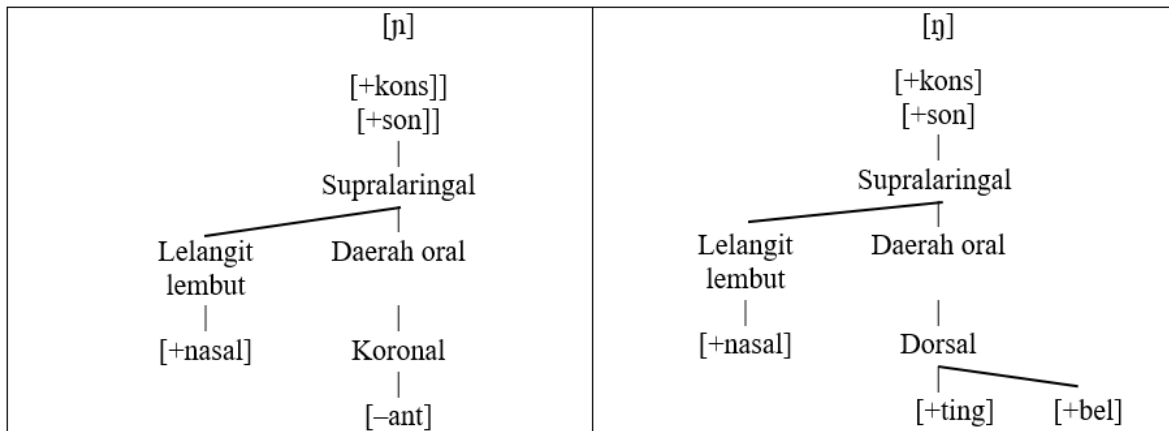 [ɲ]
[+kons]]
[+son]]
Supralaringal
Lelangit lembut
Daerah oral
[+nasal]
Koronal
[–ant]
[ŋ]
[+kons]
[+son]
Supralaringal
Lelangit lembut
Daerah oral
[+nasal]
Dorsal
[+ting] [+bel]